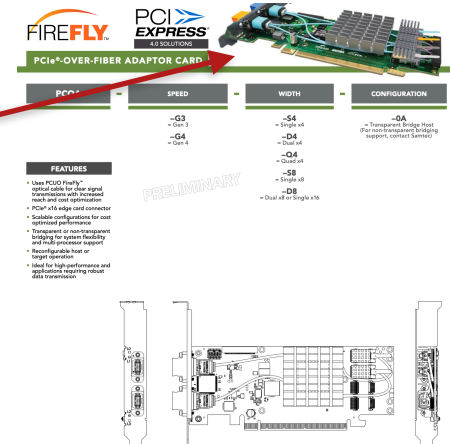 FIREFLY™
PCI
EXPRESS®
4.0 SOLUTIONS
PCIe®-OVER-FIBER ADAPTOR CARD
– SPEED – WIDTH – CONFIGURATION
–G3
= Gen 3
–G4
= Gen 4
–S4
= Single x4
–D4
= Dual x4
–Q4
= Quad x4
–S8
= Single x8
–D8
= Dual x8 or Single x16
–0A
= Transparent Bridge Host
(For non-transparent bridging
support, contact Samtec)
FEATURES
• Uses PCUO FireFly™
optical cable for clear signal
transmissions with increased
reach and cost optimization
• PCIe® x16 edge card connector
• Scalable configurations for cost
optimized performance
• Transparent or non-transparent
bridging for system flexibility
and multi-processor support
• Reconfigurable host or
target operation
• Ideal for high-performance and
applications requiring robust
data transmission
PRELIMINARY